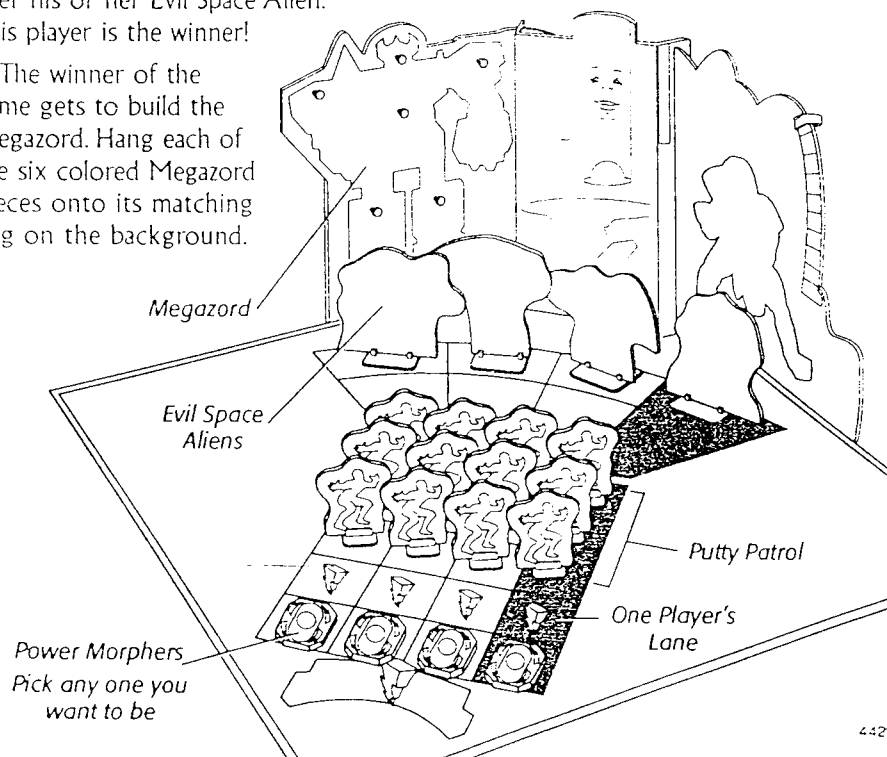 er his or her Evil Space Alien.
is player is the winner!
The winner of the
me gets to build the
egazord. Hang each of
e six colored Megazord
eces onto its matching
g on the background.
Megazord
Evil Space
Aliens
Putty Patrol
One Player's
Lane
Power Morphers
Pick any one you
want to be
442